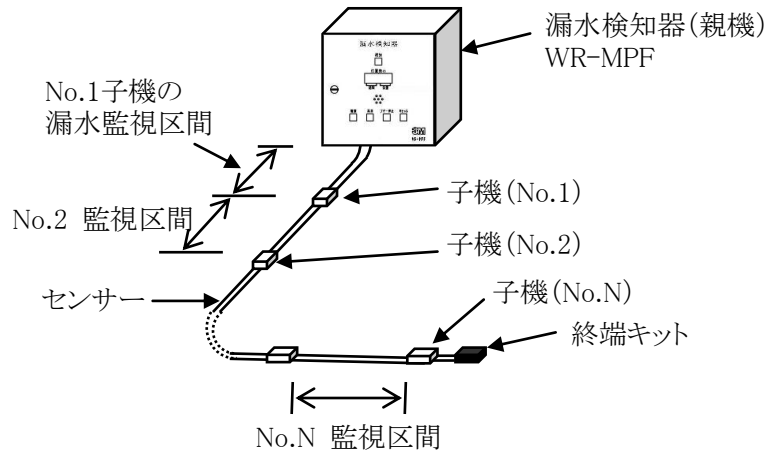 漏水検知器(親機)
WR-MPF
漏水検知器
No.1子機の
漏水監視区間
子機(No.1)
No.2 監視区間
子機(No.2)
センサー
子機(No.N)
終端キット
No.N 監視区間